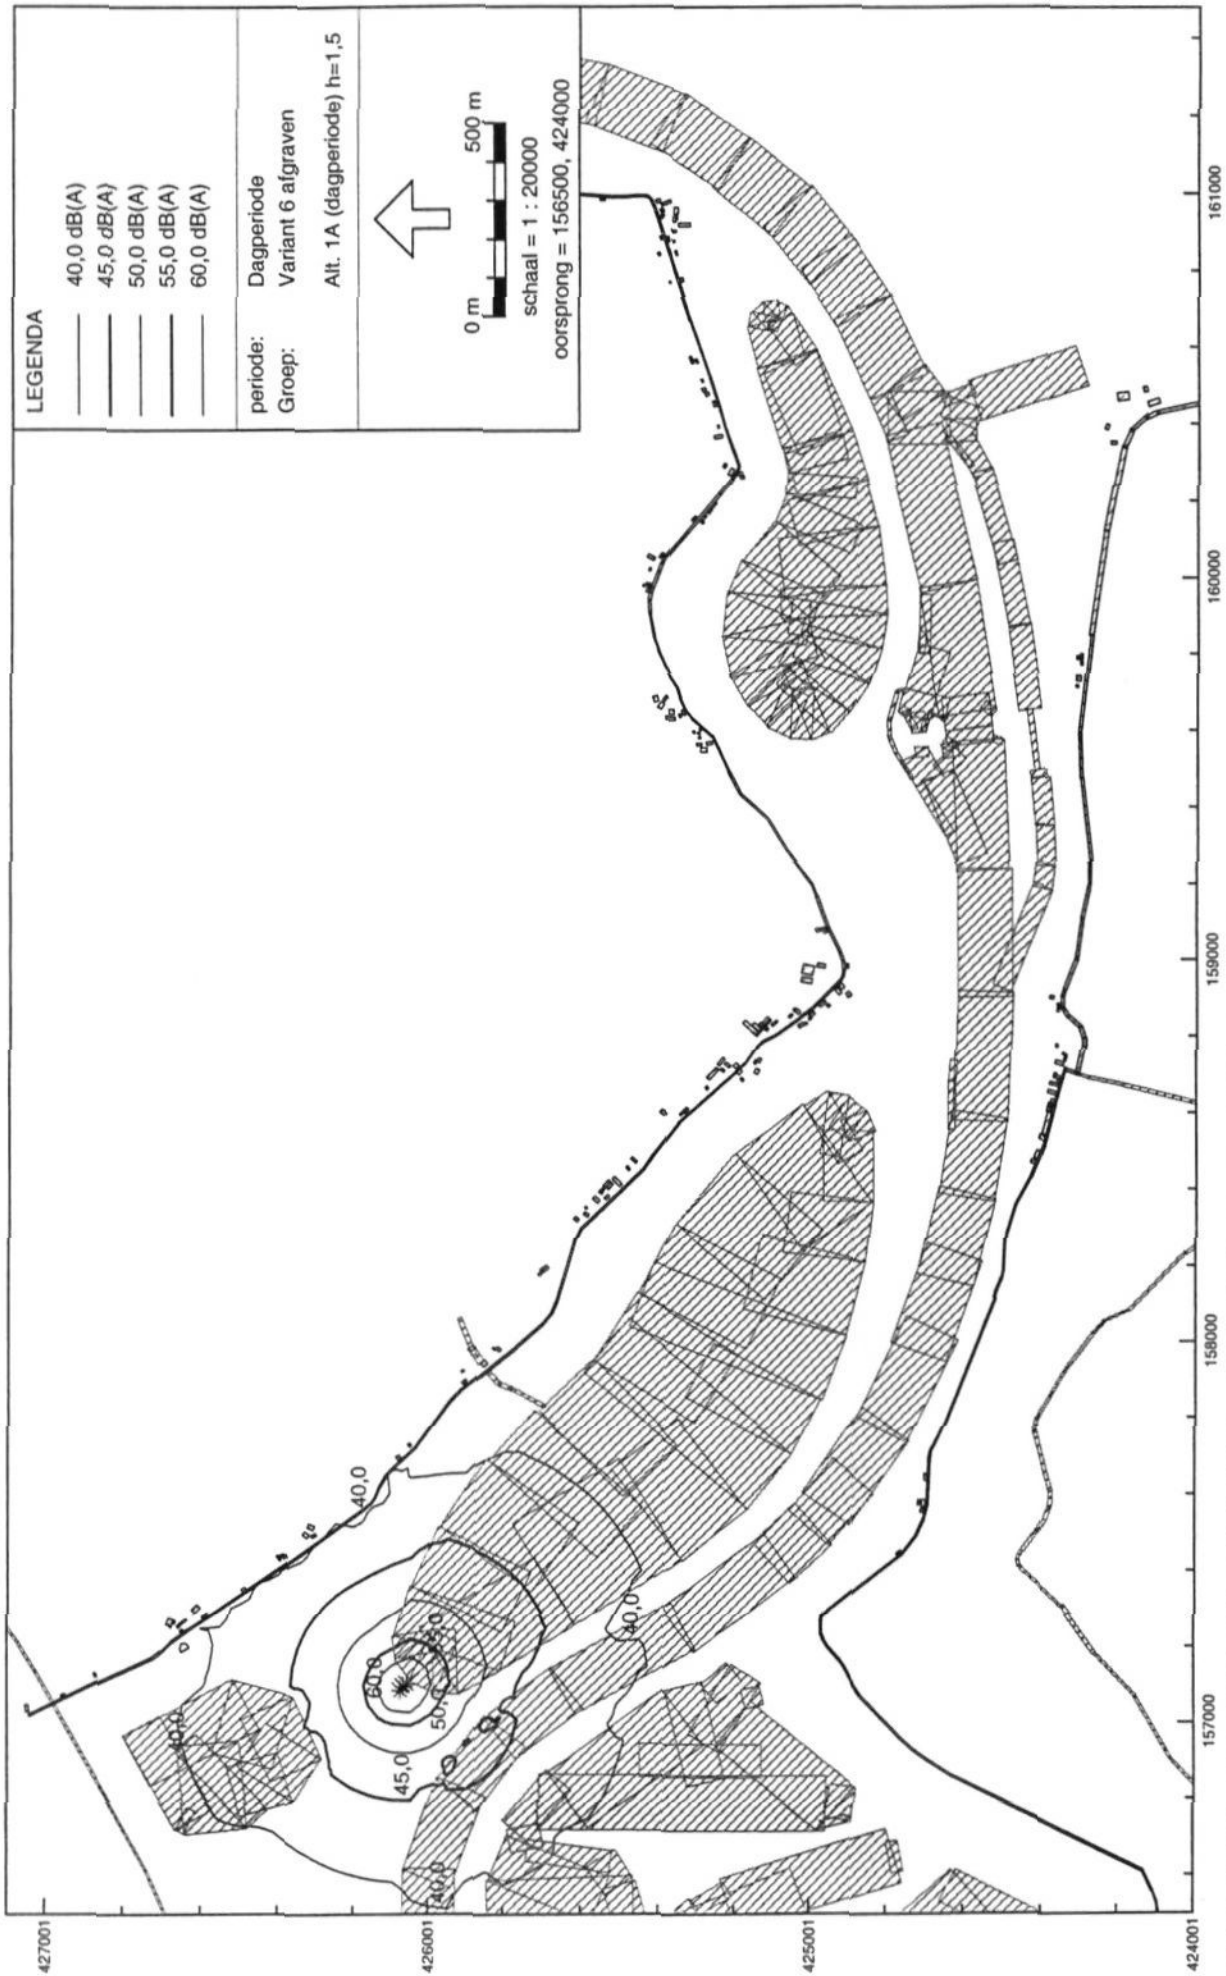 LEGENDA
40,0 dB(A)
45,0 dB(A)
50,0 dB(A)
55,0 dB(A)
60,0 dB(A)
periode: Dagperiode
Groep: Variant 6 afgraven
Alt. 1A (dagperiode) h=1,5
0 m 500 m
schaal = 1 : 20000
oorsprong = 156500, 424000
427001
426001
425001
424001
157000
158000
159000
160000
161000
40,0
40,0
40,0
40,0
45,0
50,0
60,0